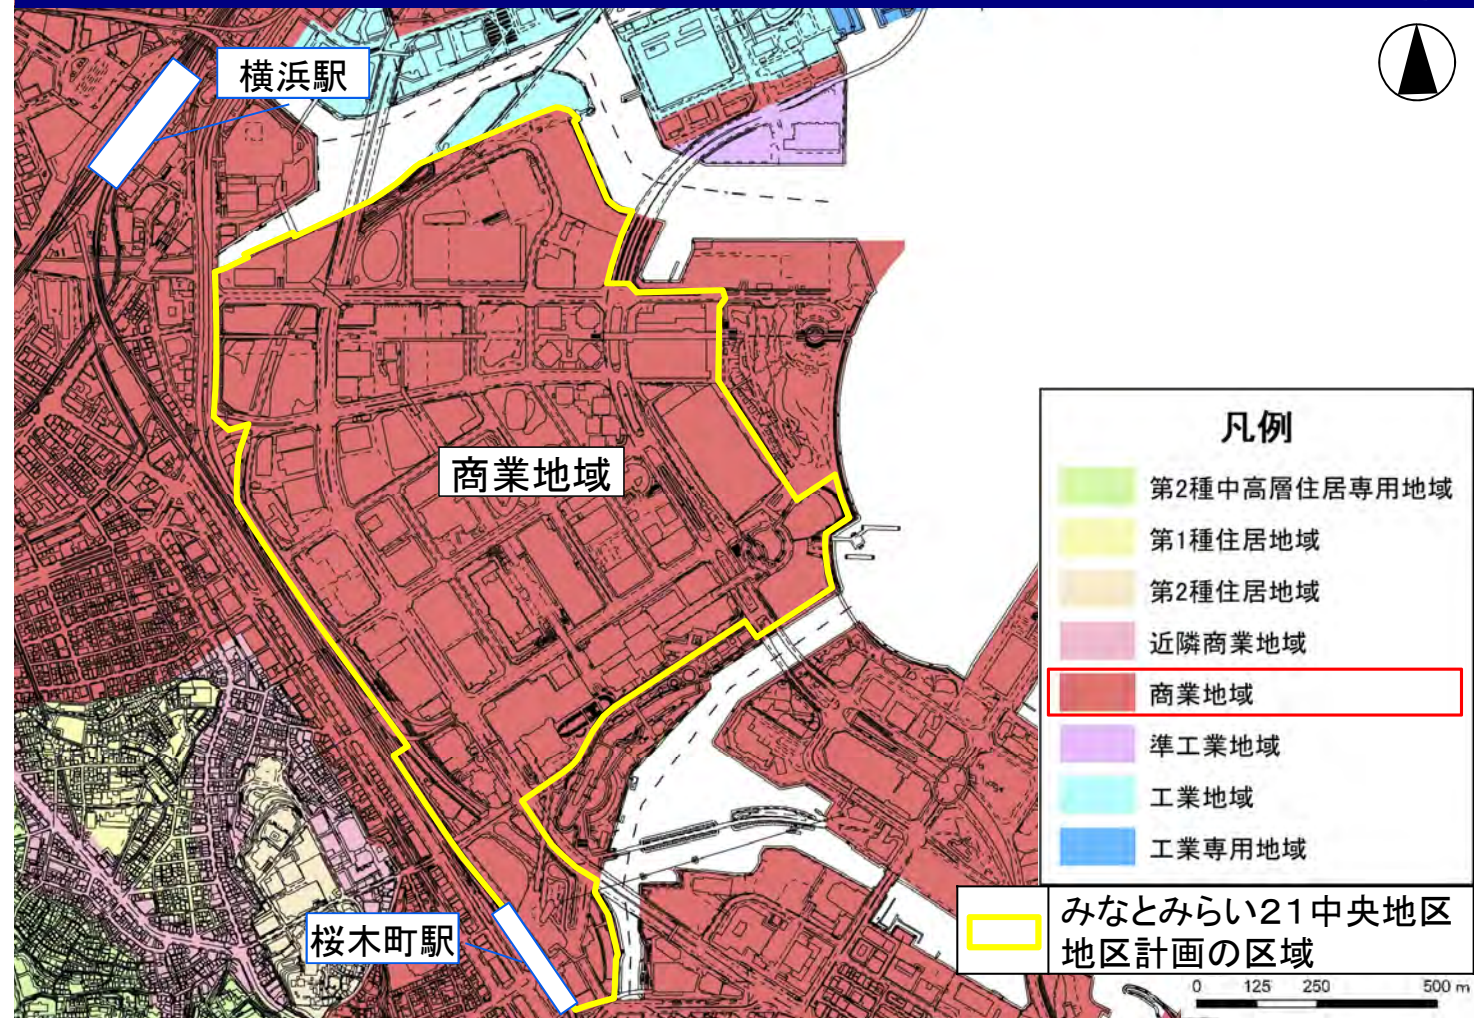 横浜駅
商業地域
凡例
第2種中高層住居専用地域
第1種住居地域
第2種住居地域
近隣商業地域
商業地域
準工業地域
工業地域
工業専用地域
みなとみらい21中央地区
地区計画の区域
桜木町駅
0 125 250 500 m